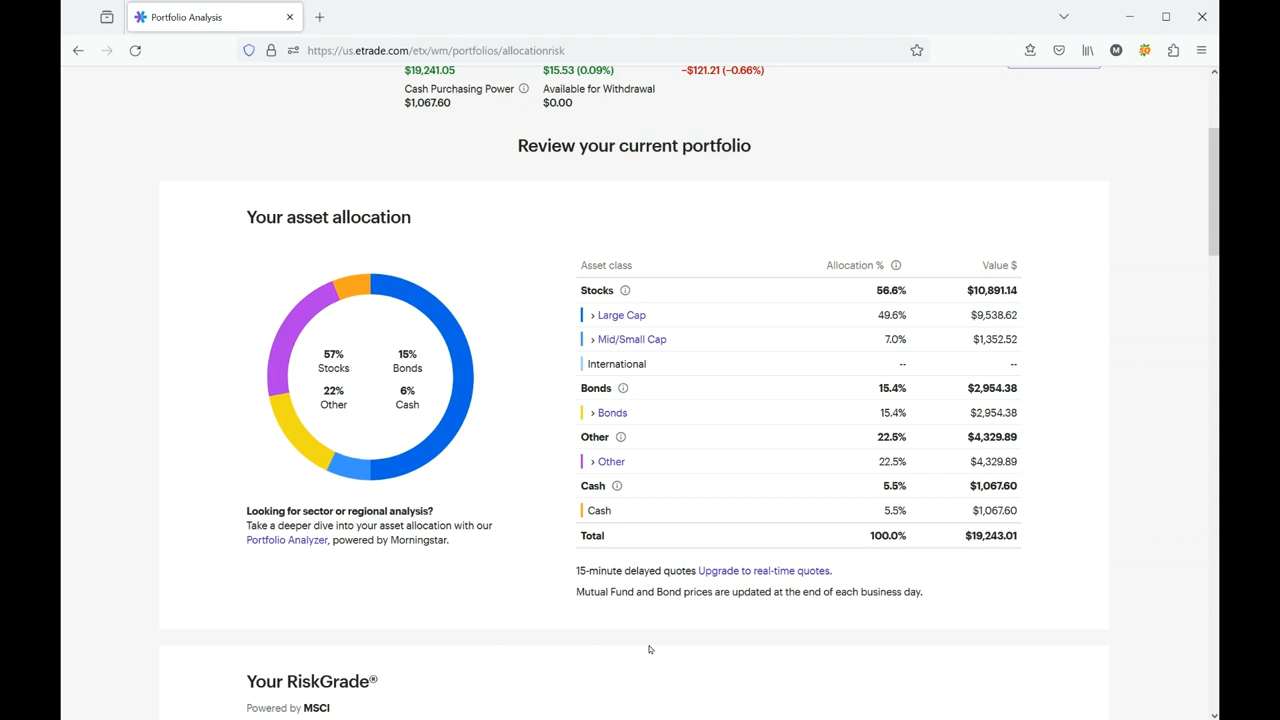 Portfolio Analysis
https://us.etrade.com/etx/wm/portfolios/allocationrisk
$19,241.05 $15.53 (0.09%) −$121.21 (−0.66%)
Cash Purchasing Power Available for Withdrawal
$1,067.60 $0.00
Review your current portfolio
Your asset allocation
57% 15%
Stocks Bonds
22% 6%
Other Cash
Looking for sector or regional analysis?
Take a deeper dive into your asset allocation with our
Portfolio Analyzer, powered by Morningstar.
Asset class Allocation % Value $
Stocks 56.6% $10,891.14
› Large Cap 49.6% $9,538.62
› Mid/Small Cap 7.0% $1,352.52
International -- --
Bonds 15.4% $2,954.38
› Bonds 15.4% $2,954.38
Other 22.5% $4,329.89
› Other 22.5% $4,329.89
Cash 5.5% $1,067.60
Cash 5.5% $1,067.60
Total 100.0% $19,243.01
15-minute delayed quotes Upgrade to real-time quotes.
Mutual Fund and Bond prices are updated at the end of each business day.
Your RiskGrade®
Powered by MSCI